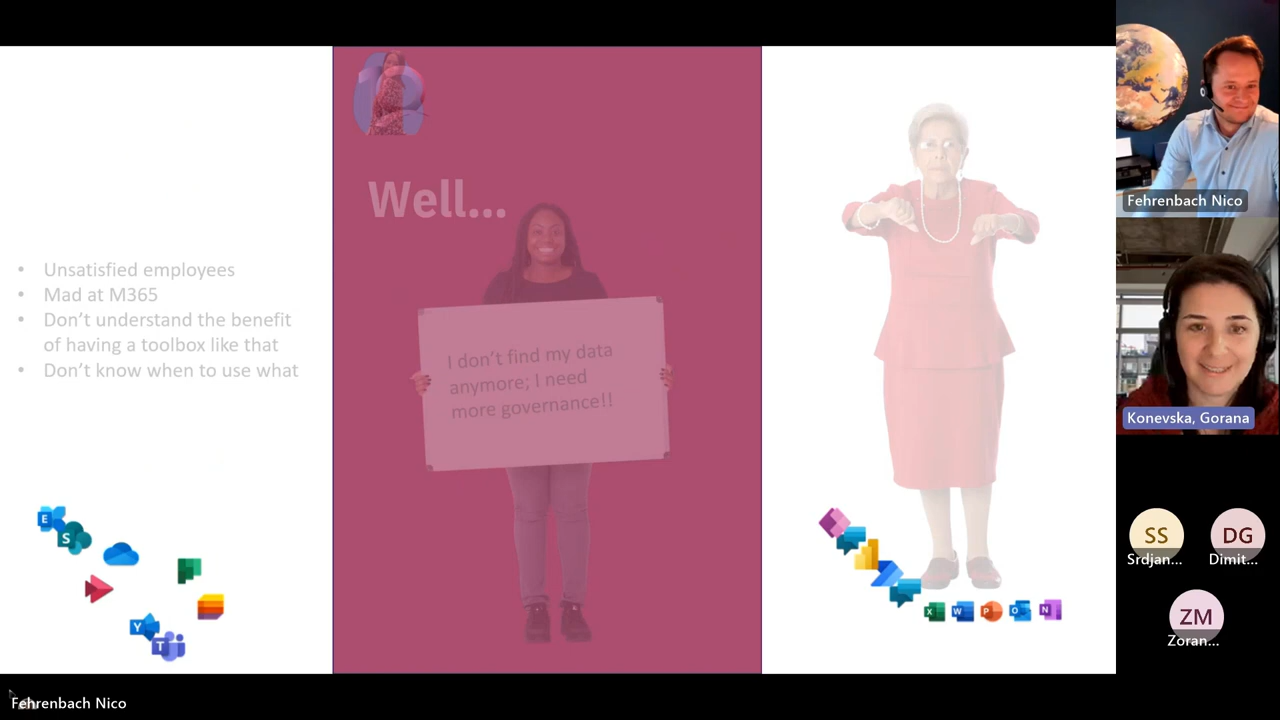 Well...
• Unsatisfied employees
• Mad at M365
• Don't understand the benefit
of having a toolbox like that
• Don't know when to use what
I don't find my data
anymore; I need
more governance!!
E
S
Y
T
X
W
P
O
N
Fehrenbach Nico
Konevska, Gorana
SS
DG
Srdjan...
Dimit...
ZM
Zoran...
Fehrenbach Nico